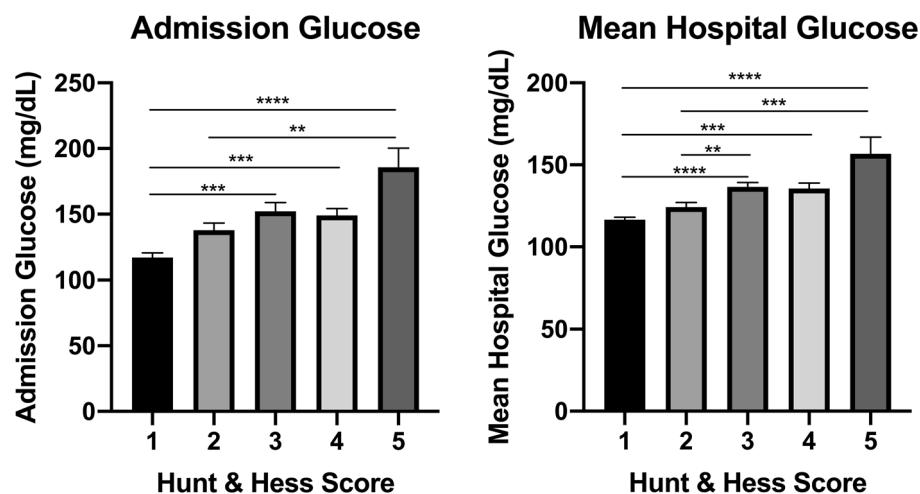 Admission Glucose
Admission Glucose (mg/dL)
250
200
150
100
50
0
****
**
***
***
1 2 3 4 5
Hunt & Hess Score
Mean Hospital Glucose
Mean Hospital Glucose (mg/dL)
200
150
100
50
0
****
***
***
**
****
1 2 3 4 5
Hunt & Hess Score